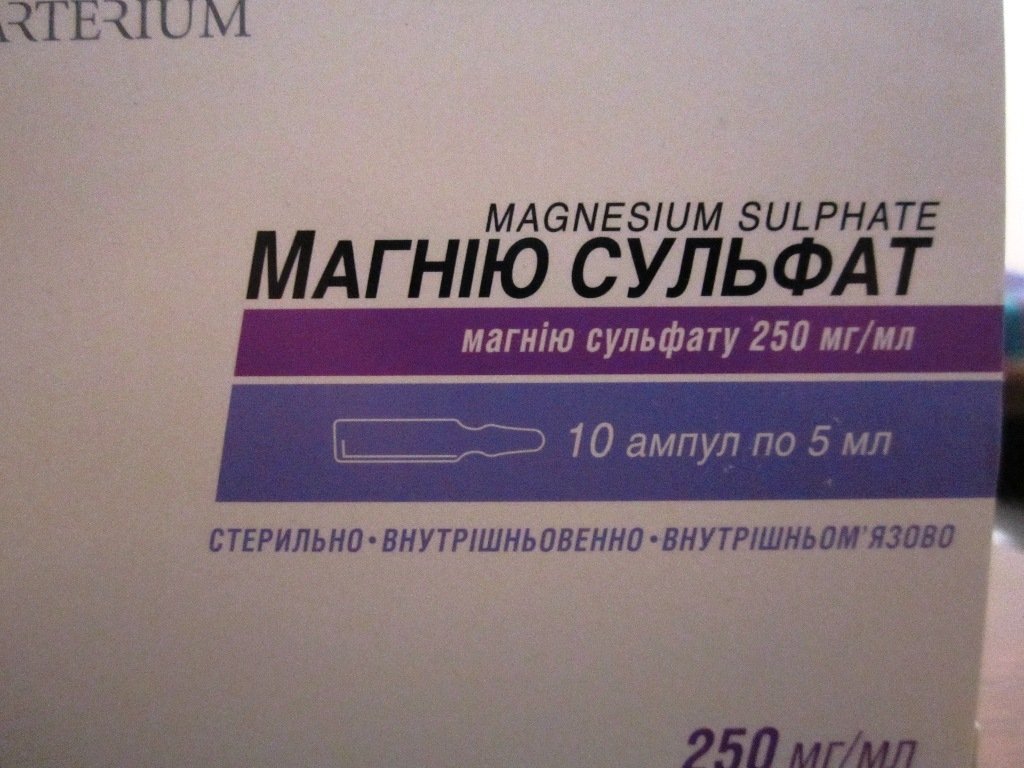 ARTERIUM
MAGNESIUM SULPHATE
МАГНІЮ СУЛЬФАТ
магнію сульфату 250 мг/мл
10 ампул по 5 мл
СТЕРИЛЬНО • ВНУТРІШНЬОВЕННО • ВНУТРІШНЬОМ'ЯЗОВО
250 мг/мл